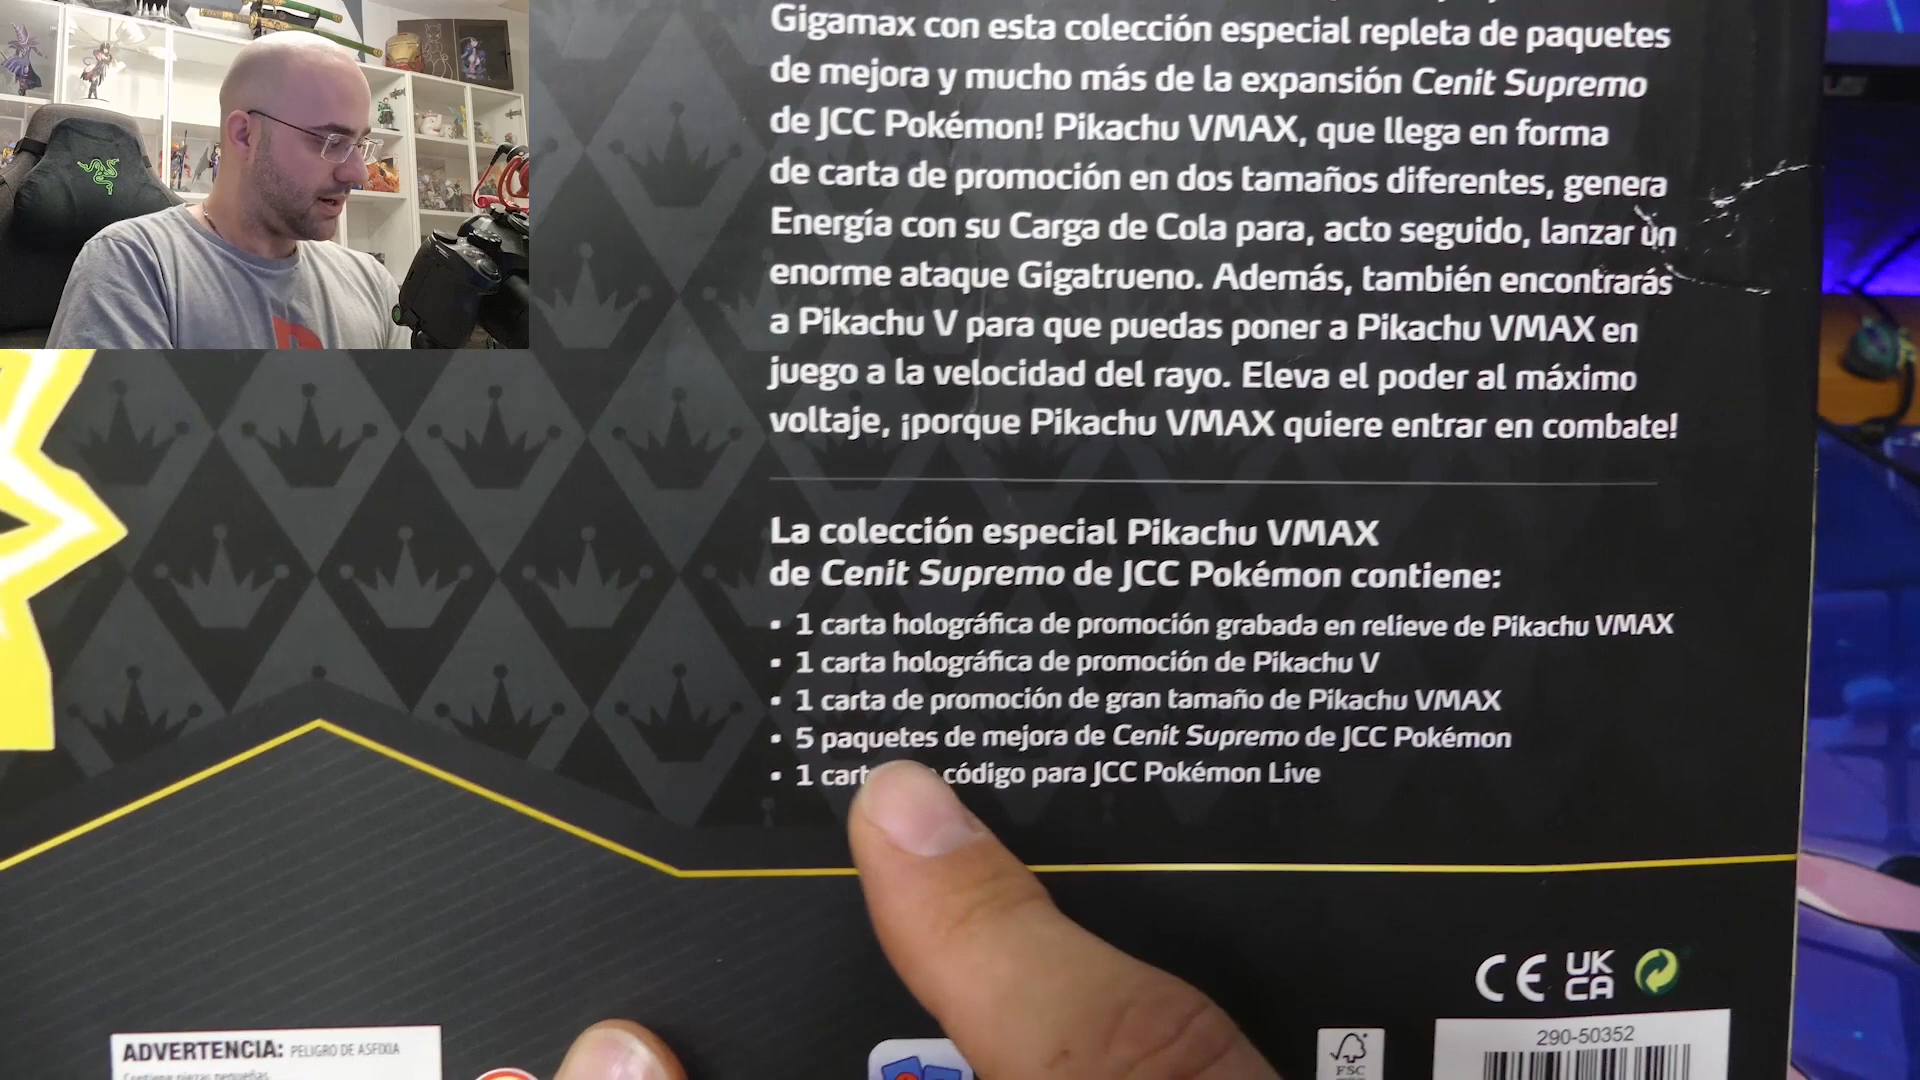 Gigamax con esta colección especial repleta de paquetes
de mejora y mucho más de la expansión Cenit Supremo
de JCC Pokémon! Pikachu VMAX, que llega en forma
de carta de promoción en dos tamaños diferentes, genera
Energía con su Carga de Cola para, acto seguido, lanzar un
enorme ataque Gigatrueno. Además, también encontrarás
a Pikachu V para que puedas poner a Pikachu VMAX en
juego a la velocidad del rayo. Eleva el poder al máximo
voltaje, ¡porque Pikachu VMAX quiere entrar en combate!
La colección especial Pikachu VMAX
de Cenit Supremo de JCC Pokémon contiene:
▪ 1 carta holográfica de promoción grabada en relieve de Pikachu VMAX
▪ 1 carta holográfica de promoción de Pikachu V
▪ 1 carta de promoción de gran tamaño de Pikachu VMAX
▪ 5 paquetes de mejora de Cenit Supremo de JCC Pokémon
▪ 1 código para JCC Pokémon Live
CE UK
CA
290-50352
FSC
ADVERTENCIA: PELIGRO DE ASFIXIA
Contiene piezas pequeñas.